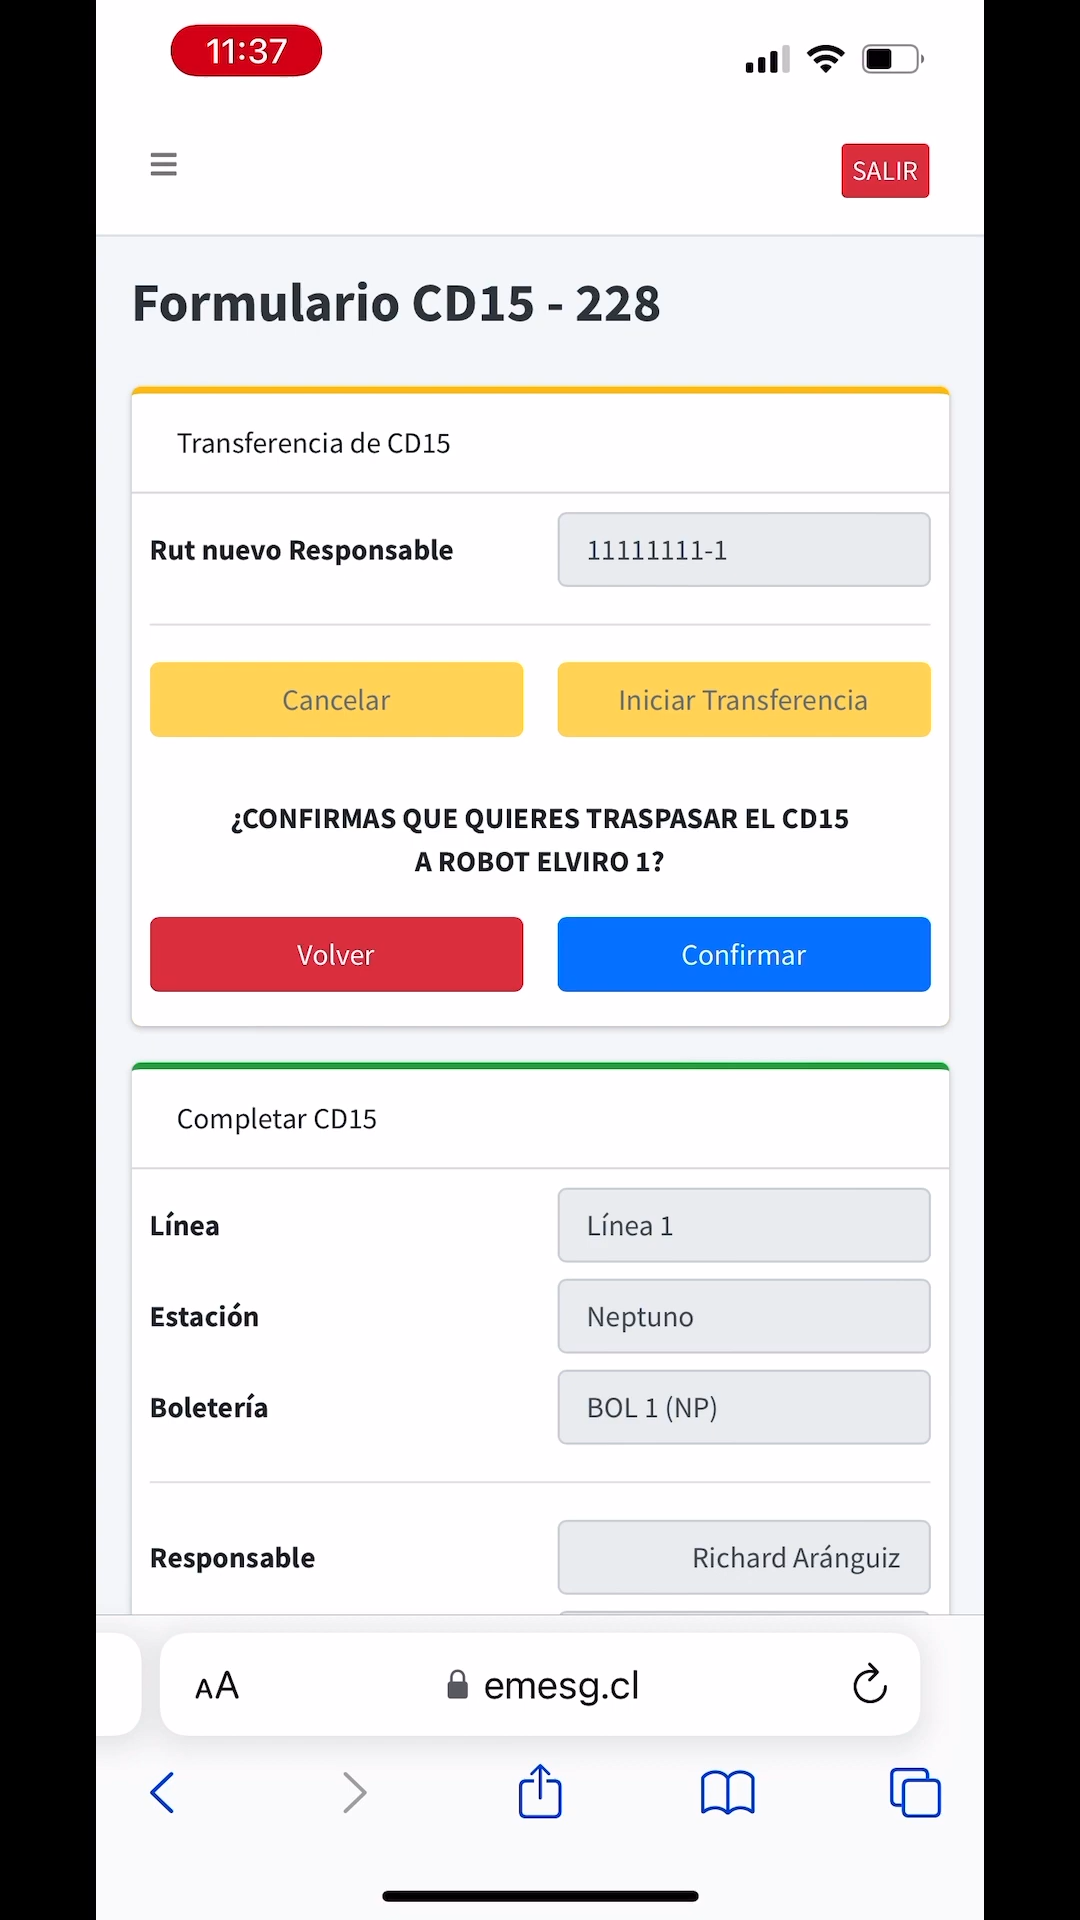 11:37
SALIR
Formulario CD15 - 228
Transferencia de CD15
Rut nuevo Responsable
11111111-1
Cancelar
Iniciar Transferencia
¿CONFIRMAS QUE QUIERES TRASPASAR EL CD15
A ROBOT ELVIRO 1?
Volver
Confirmar
Completar CD15
Línea
Línea 1
Estación
Neptuno
Boletería
BOL 1 (NP)
Responsable
Richard Aránguiz
AA
emesg.cl